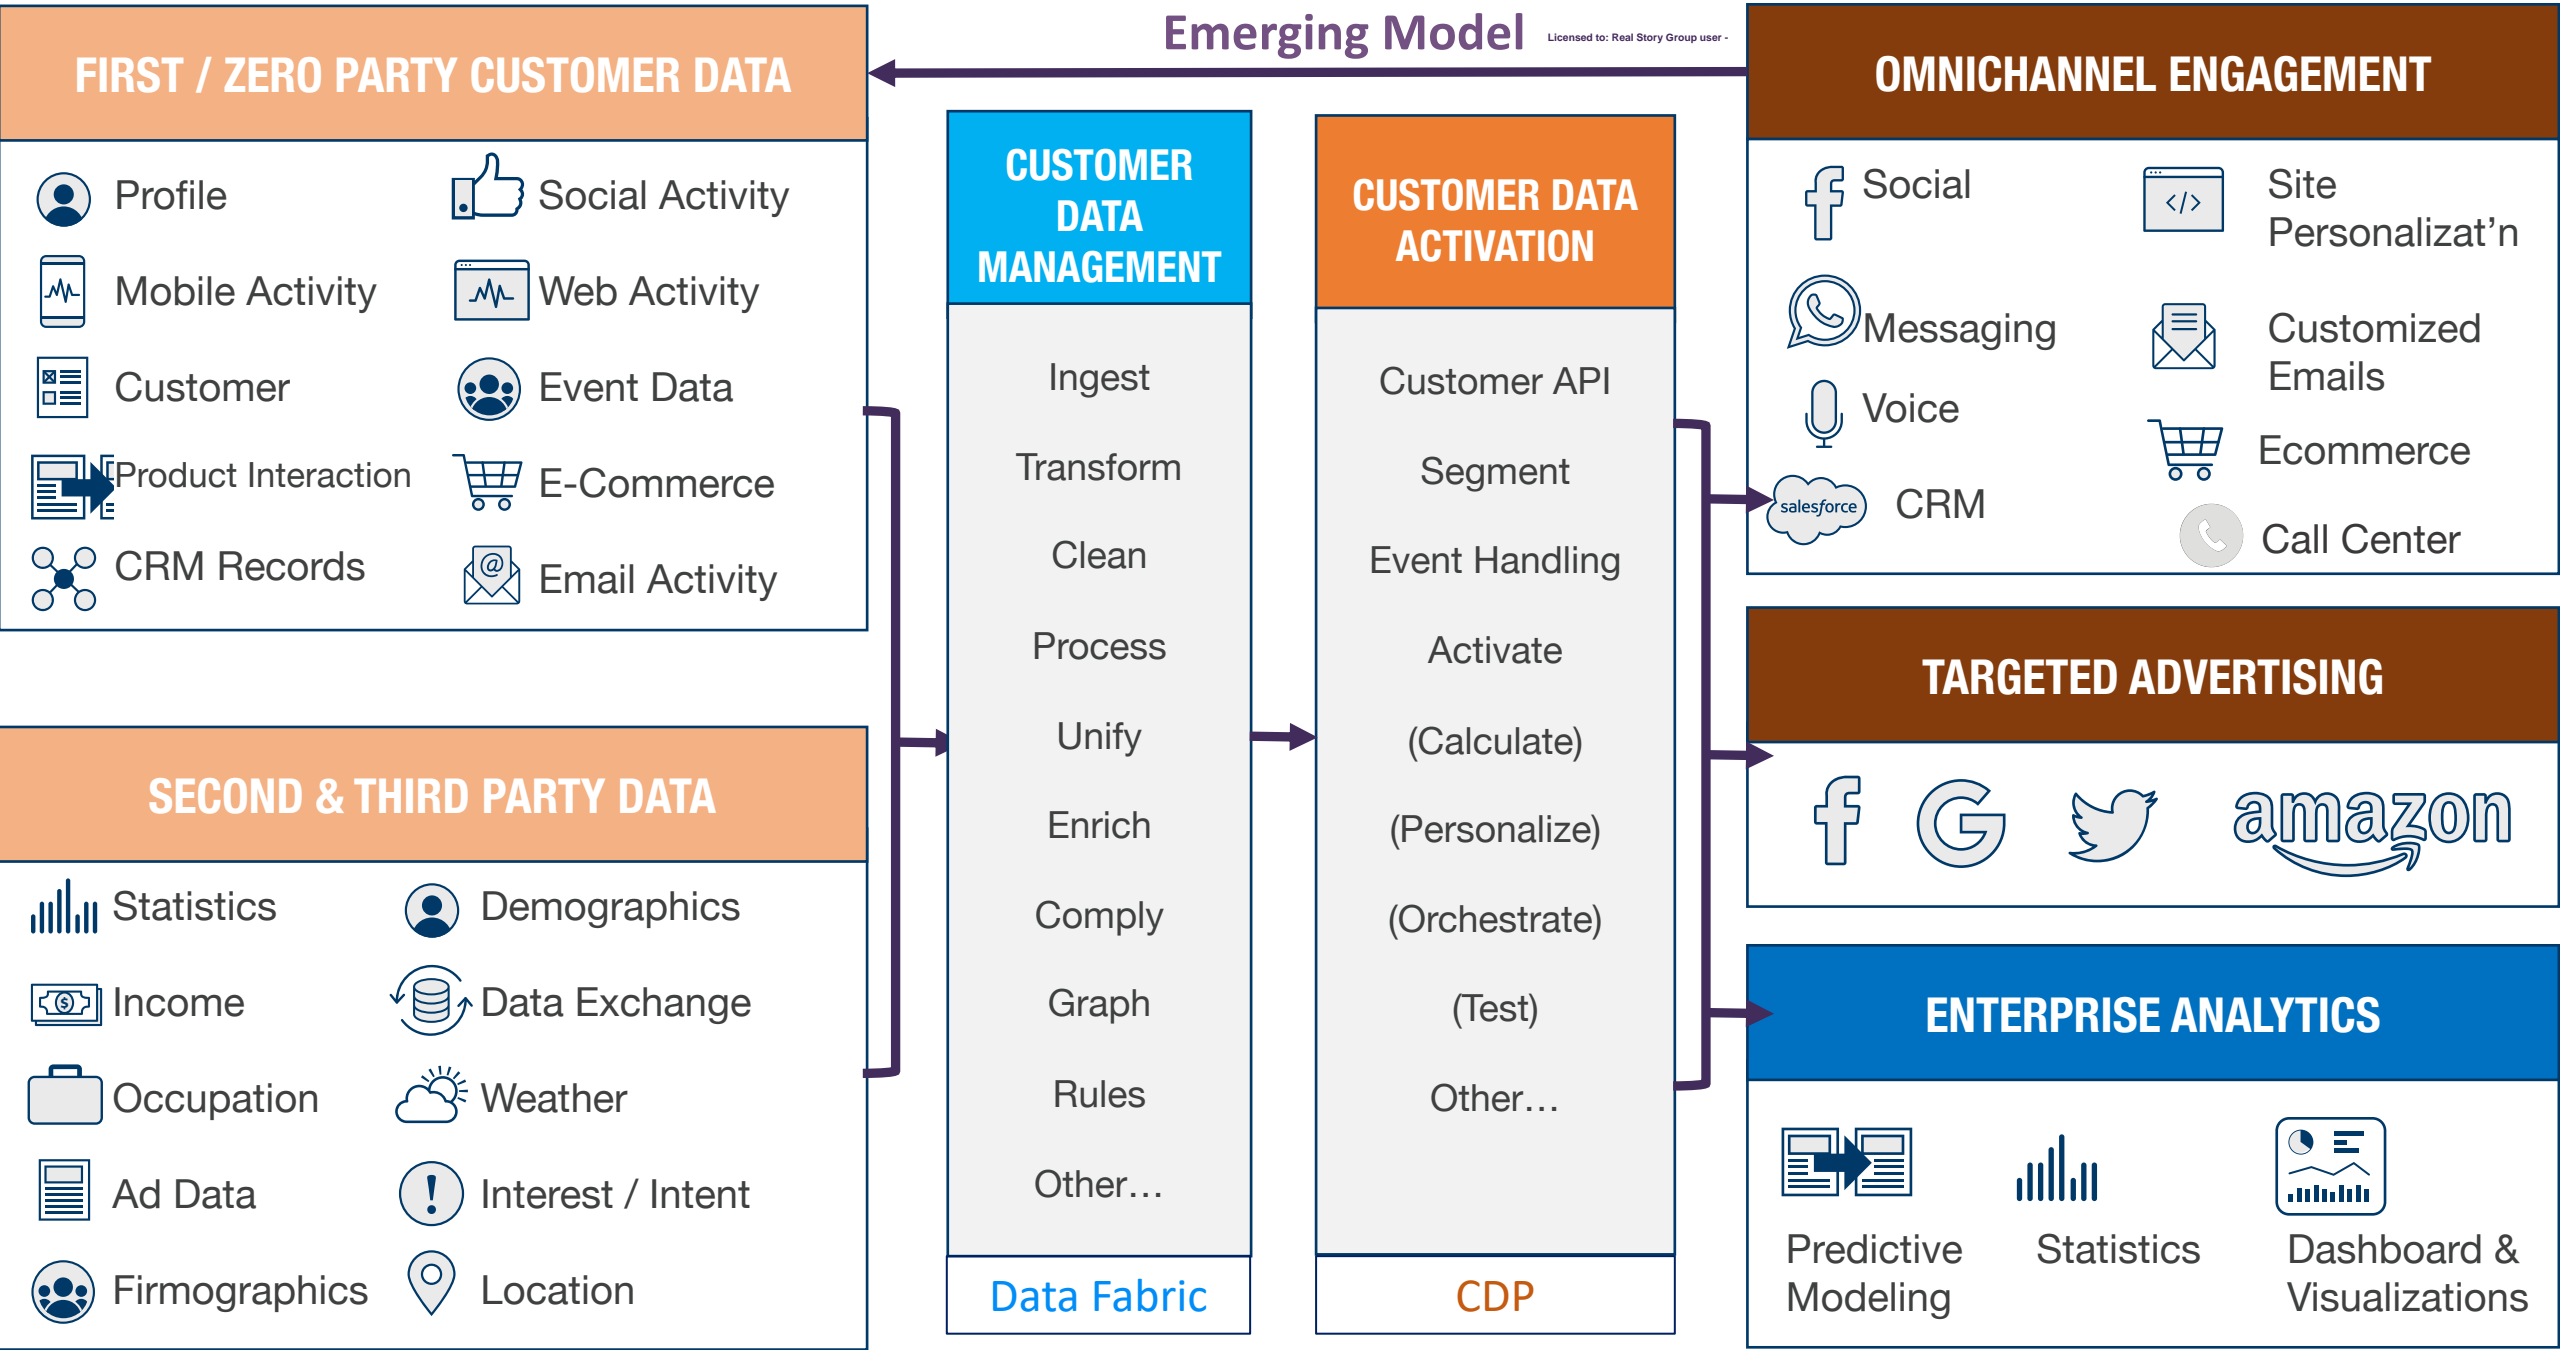 Emerging Model
Licensed to: Real Story Group user -
FIRST / ZERO PARTY CUSTOMER DATA
Profile
Social Activity
Mobile Activity
Web Activity
Customer
Event Data
Product Interaction
E-Commerce
CRM Records
@
Email Activity
SECOND & THIRD PARTY DATA
Statistics
Demographics
$
Income
Data Exchange
Occupation
Weather
Ad Data
!
Interest / Intent
Firmographics
Location
CUSTOMER
DATA
MANAGEMENT
Ingest
Transform
Clean
Process
Unify
Enrich
Comply
Graph
Rules
Other…
Data Fabric
CUSTOMER DATA
ACTIVATION
Customer API
Segment
Event Handling
Activate
(Calculate)
(Personalize)
(Orchestrate)
(Test)
Other…
CDP
OMNICHANNEL ENGAGEMENT
f
Social
</>
Site
Personalizat’n
Messaging
Customized
Emails
Voice
Ecommerce
salesforce
CRM
Call Center
TARGETED ADVERTISING
f
G
amazon
ENTERPRISE ANALYTICS
Predictive
Modeling
Statistics
Dashboard &
Visualizations